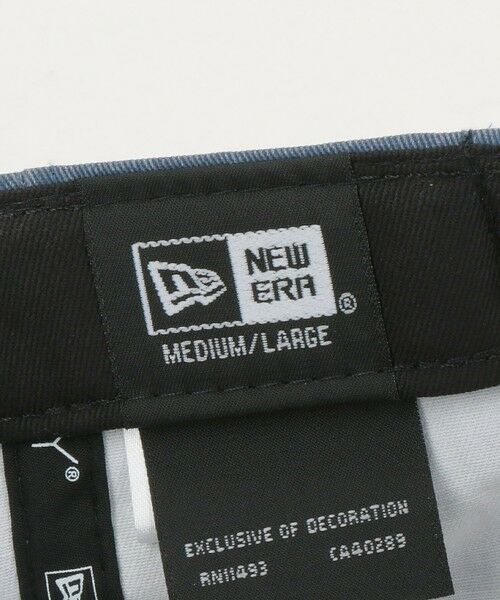 NEW
ERA
®
MEDIUM/LARGE
Y®
EXCLUSIVE OF DECORATION
RN11493 CA40289